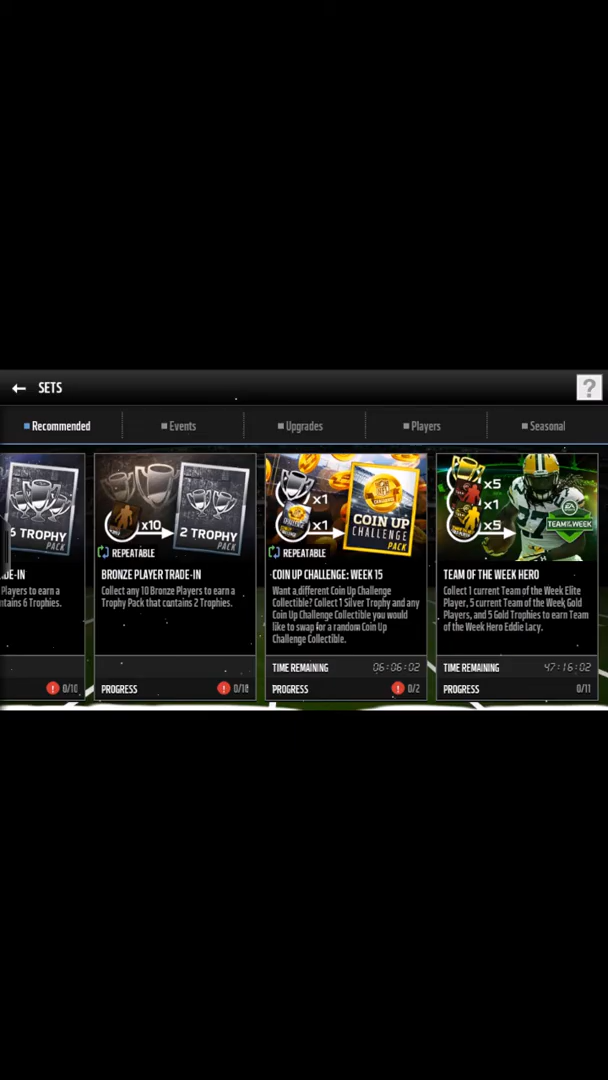 SETS
?
Recommended
Events
Upgrades
Players
Seasonal
6 TROPHY
PACK
DE-IN
Players to earn a
ntains 6 Trophies.
! 0/10
x10
2 TROPHY
PACK
REPEATABLE
BRONZE PLAYER TRADE-IN
Collect any 10 Bronze Players to earn a
Trophy Pack that contains 2 Trophies.
PROGRESS
! 0/10
x1
x1
COIN UP
CHALLENGE
PACK
REPEATABLE
COIN UP CHALLENGE: WEEK 15
Want a different Coin Up Challenge
Collectible? Collect 1 Silver Trophy and any
Coin Up Challenge Collectible you would
like to swap for a random Coin Up
Challenge Collectible.
TIME REMAINING 06:06:02
PROGRESS
! 0/2
x5
x1
x5
27
EA
TEAM OF THE WEEK
TEAM OF THE WEEK HERO
Collect 1 current Team of the Week Elite
Player, 5 current Team of the Week Gold
Players, and 5 Gold Trophies to earn Team
of the Week Hero Eddie Lacy.
TIME REMAINING 47:16:02
PROGRESS
0/11